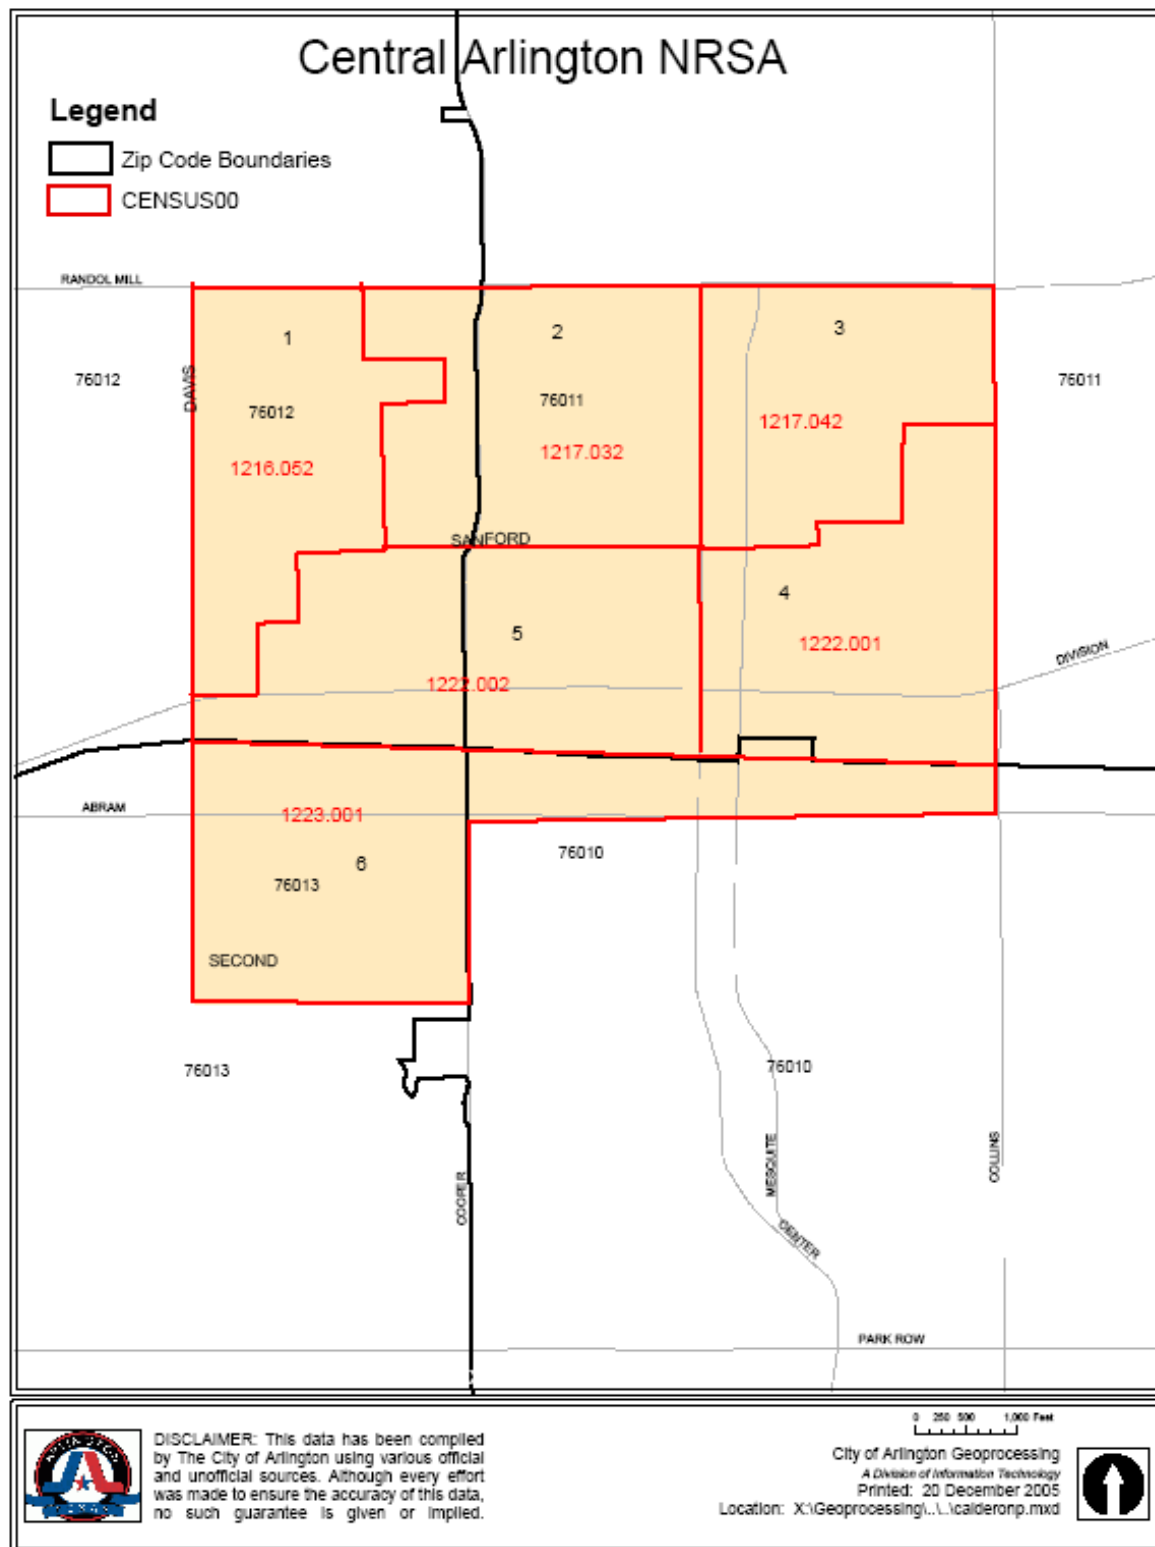 Central Arlington NRSA
Legend
Zip Code Boundaries
CENSUS00
RANDOL MILL
1
2
3
76012
DAVIS
76012
76011
76011
1216.052
1217.032
1217.042
SANFORD
4
5
1222.001
DIVISION
1222.002
ABRAM
1223.001
76010
6
76013
SECOND
76013
76010
COOPER
MESQUITE
COLLINS
CENTER
PARK ROW
DISCLAIMER: This data has been compiled
by The City of Arlington using various official
and unofficial sources. Although every effort
was made to ensure the accuracy of this data,
no such guarantee is given or implied.
0 250 500 1,000 Feet
City of Arlington Geoprocessing
A Division of Information Technology
Printed: 20 December 2005
Location: X:\Geoprocessing\..\..\calderonp.mxd